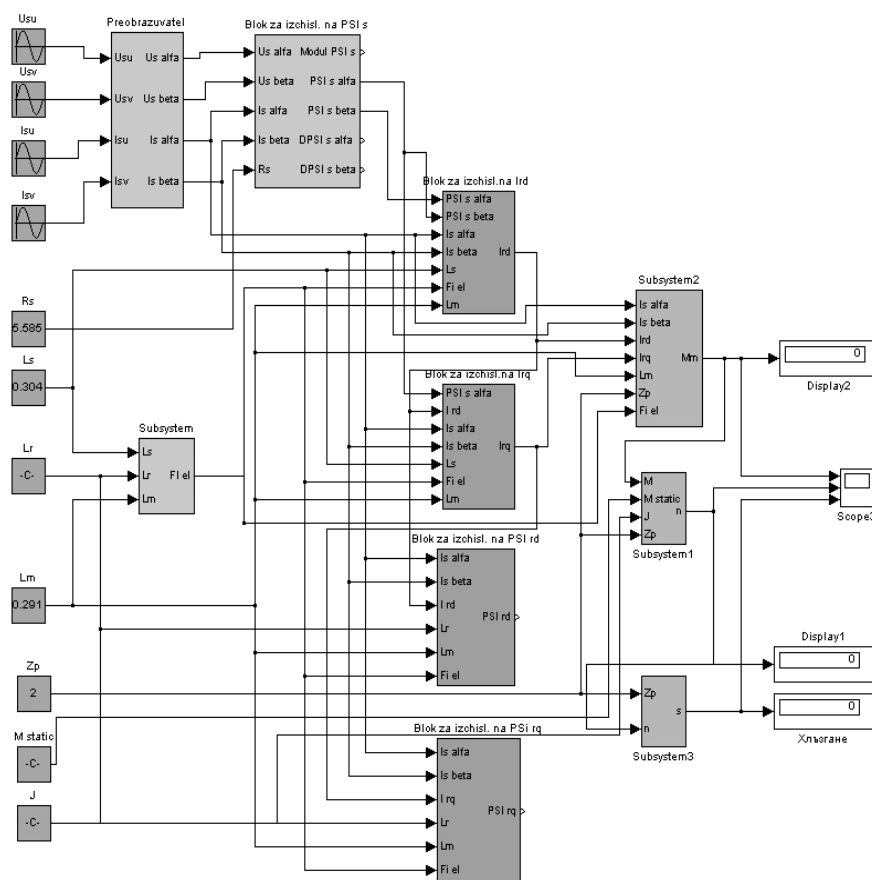 Usu
Usv
Isu
Isv
Preobrazuvatel
Usu
Usv
Isu
Isv
Us alfa
Us beta
Is alfa
Is beta
Blok za izchisl. na PSI s
Us alfa
Us beta
Is alfa
Is beta
Rs
Modul PSI s
PSI s alfa
PSI s beta
DPSI s alfa
DPSI s beta
Blok za izchisl.na Ird
PSI s alfa
PSI s beta
Is alfa
Is beta
Ls
Fi el
Lm
Ird
Rs
5.585
Ls
0.304
Lr
-C-
Lm
0.291
Zp
2
M static
-C-
J
-C-
Subsystem
Ls
Lr
Lm
FI el
Blok za izchisl.na Irq
PSI s alfa
I rd
Is alfa
Is beta
Ls
Fi el
Lm
Irq
Blok za izchisl. na PSI rd
Is alfa
Is beta
I rd
Lr
Lm
Fi el
PSI rd
Blok za izchisl. na PSi rq
Is alfa
Is beta
I rq
Lr
Lm
Fi el
PSI rq
Subsystem2
Is alfa
Is beta
Ird
Irq
Lm
Zp
Fi el
Mm
0
Display2
M
M static
J
Zp
n
Subsystem1
Scope3
Display1
0
Zp
n
s
Subsystem3
0
Хлъзгане